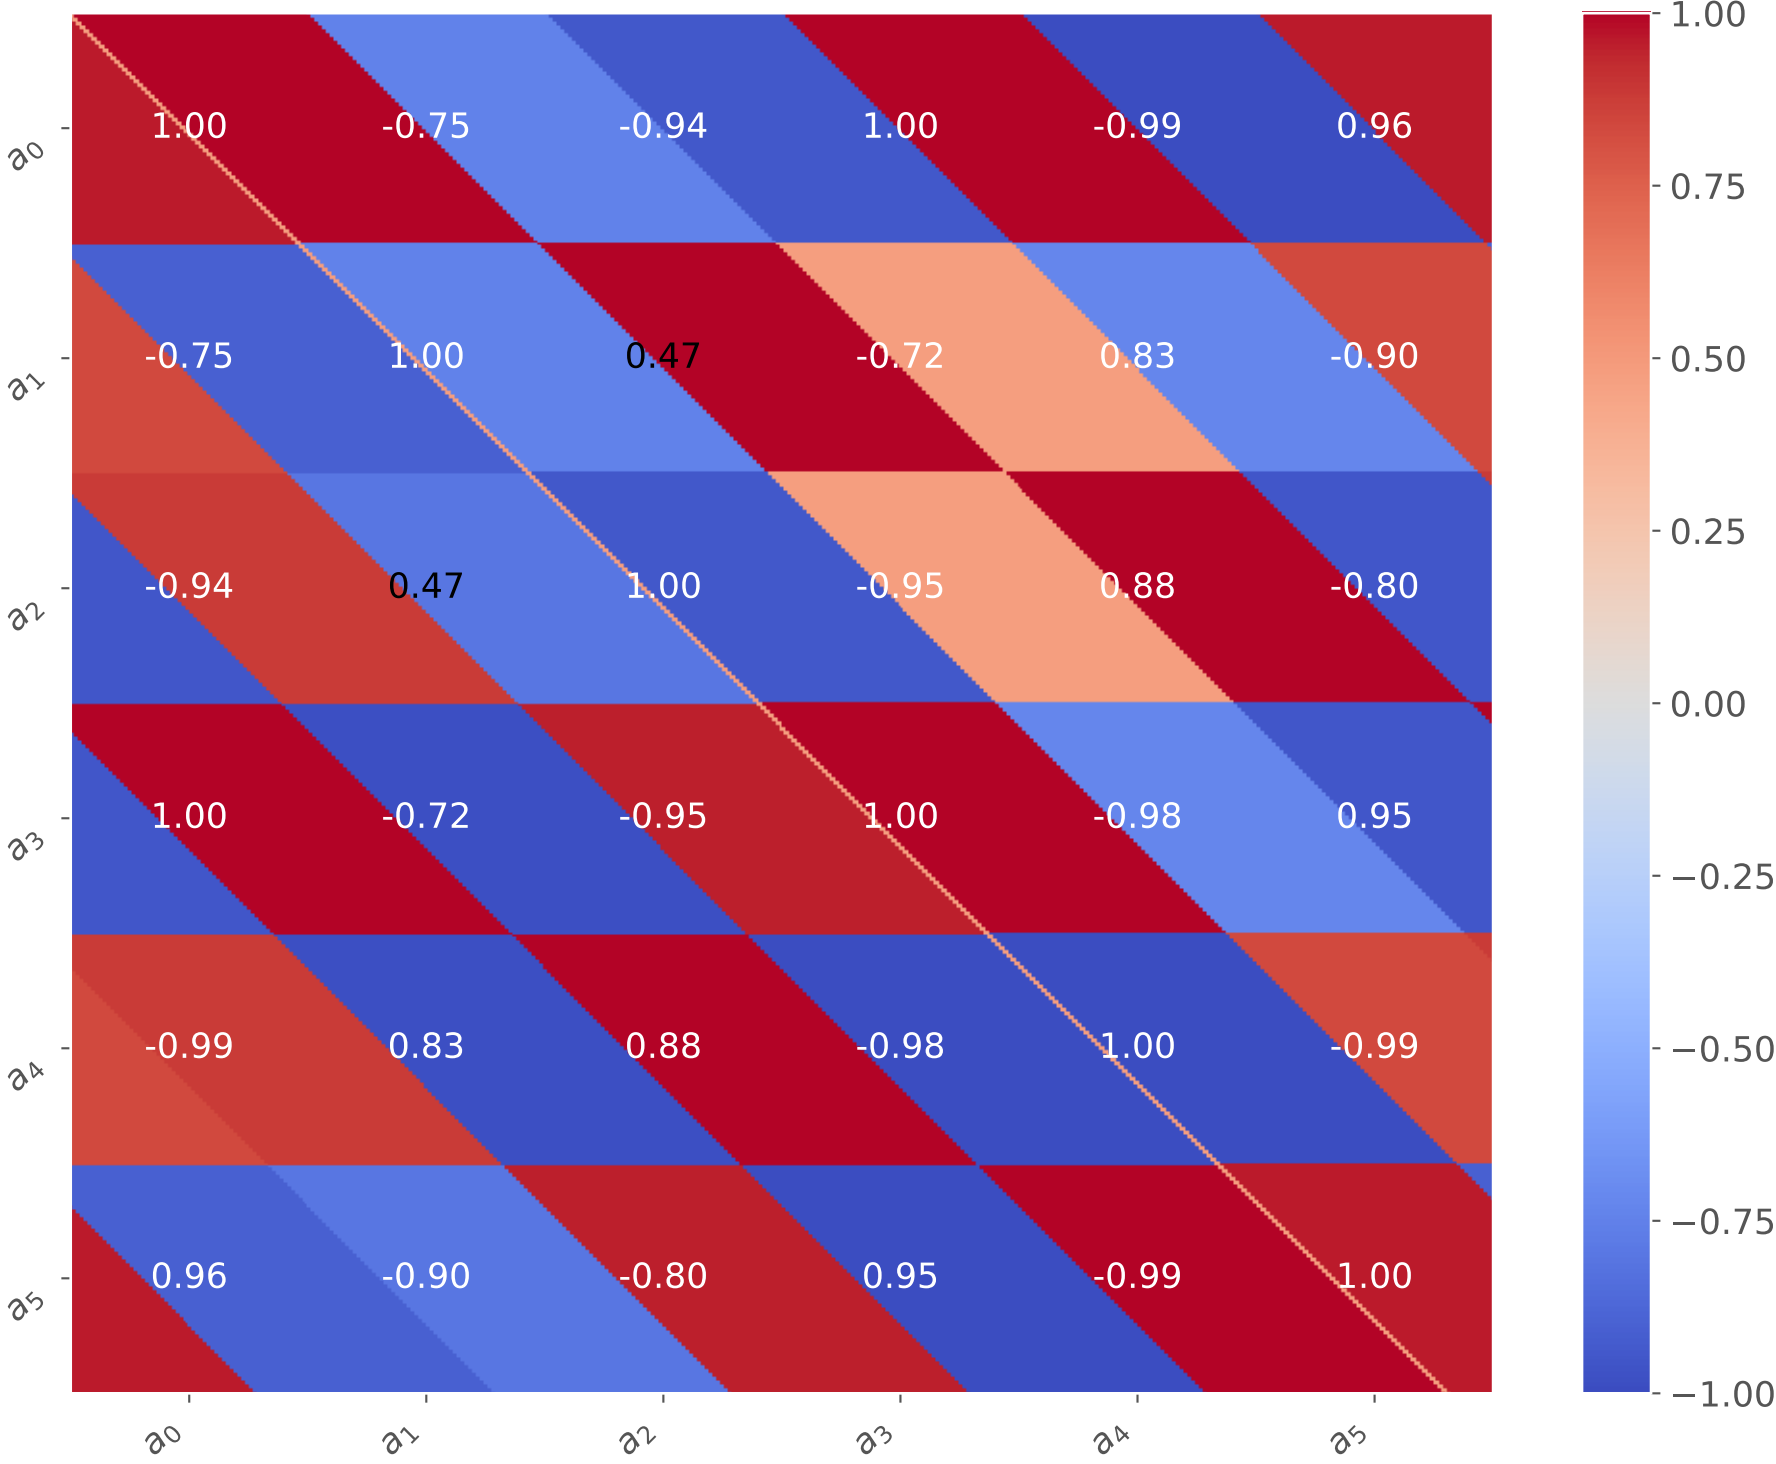 1.00 -0.75 -0.94 1.00 -0.99 0.96
-0.75 1.00 0.47 -0.72 0.83 -0.90
-0.94 0.47 1.00 -0.95 0.88 -0.80
1.00 -0.72 -0.95 1.00 -0.98 0.95
-0.99 0.83 0.88 -0.98 1.00 -0.99
0.96 -0.90 -0.80 0.95 -0.99 1.00
a₀
a₁
a₂
a₃
a₄
a₅
a₀ a₁ a₂ a₃ a₄ a₅
1.00
0.75
0.50
0.25
0.00
−0.25
−0.50
−0.75
−1.00